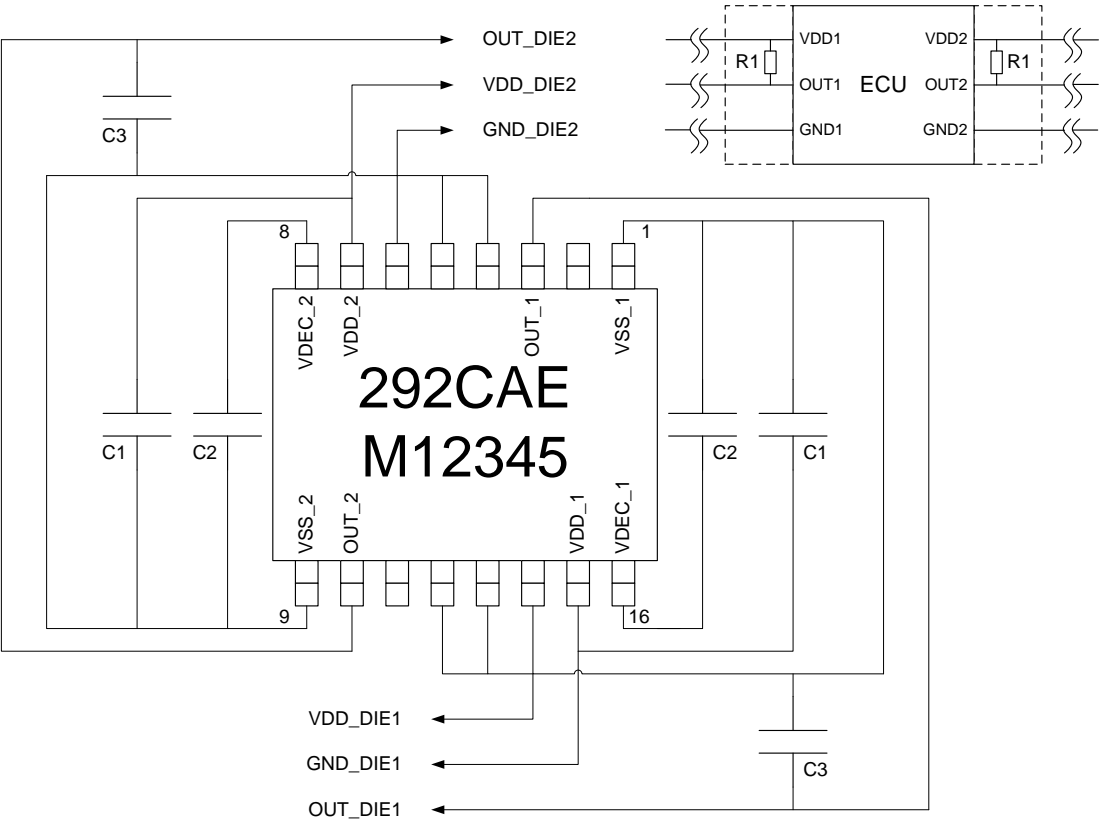 OUT_DIE2
VDD_DIE2
GND_DIE2
C3
VDD1
VDD2
R1
R1
OUT1
ECU
OUT2
GND1
GND2
8
1
VDEC_2
VDD_2
OUT_1
VSS_1
292CAE
M12345
C1
C2
C2
C1
VSS_2
OUT_2
VDD_1
VDEC_1
9
16
VDD_DIE1
GND_DIE1
C3
OUT_DIE1